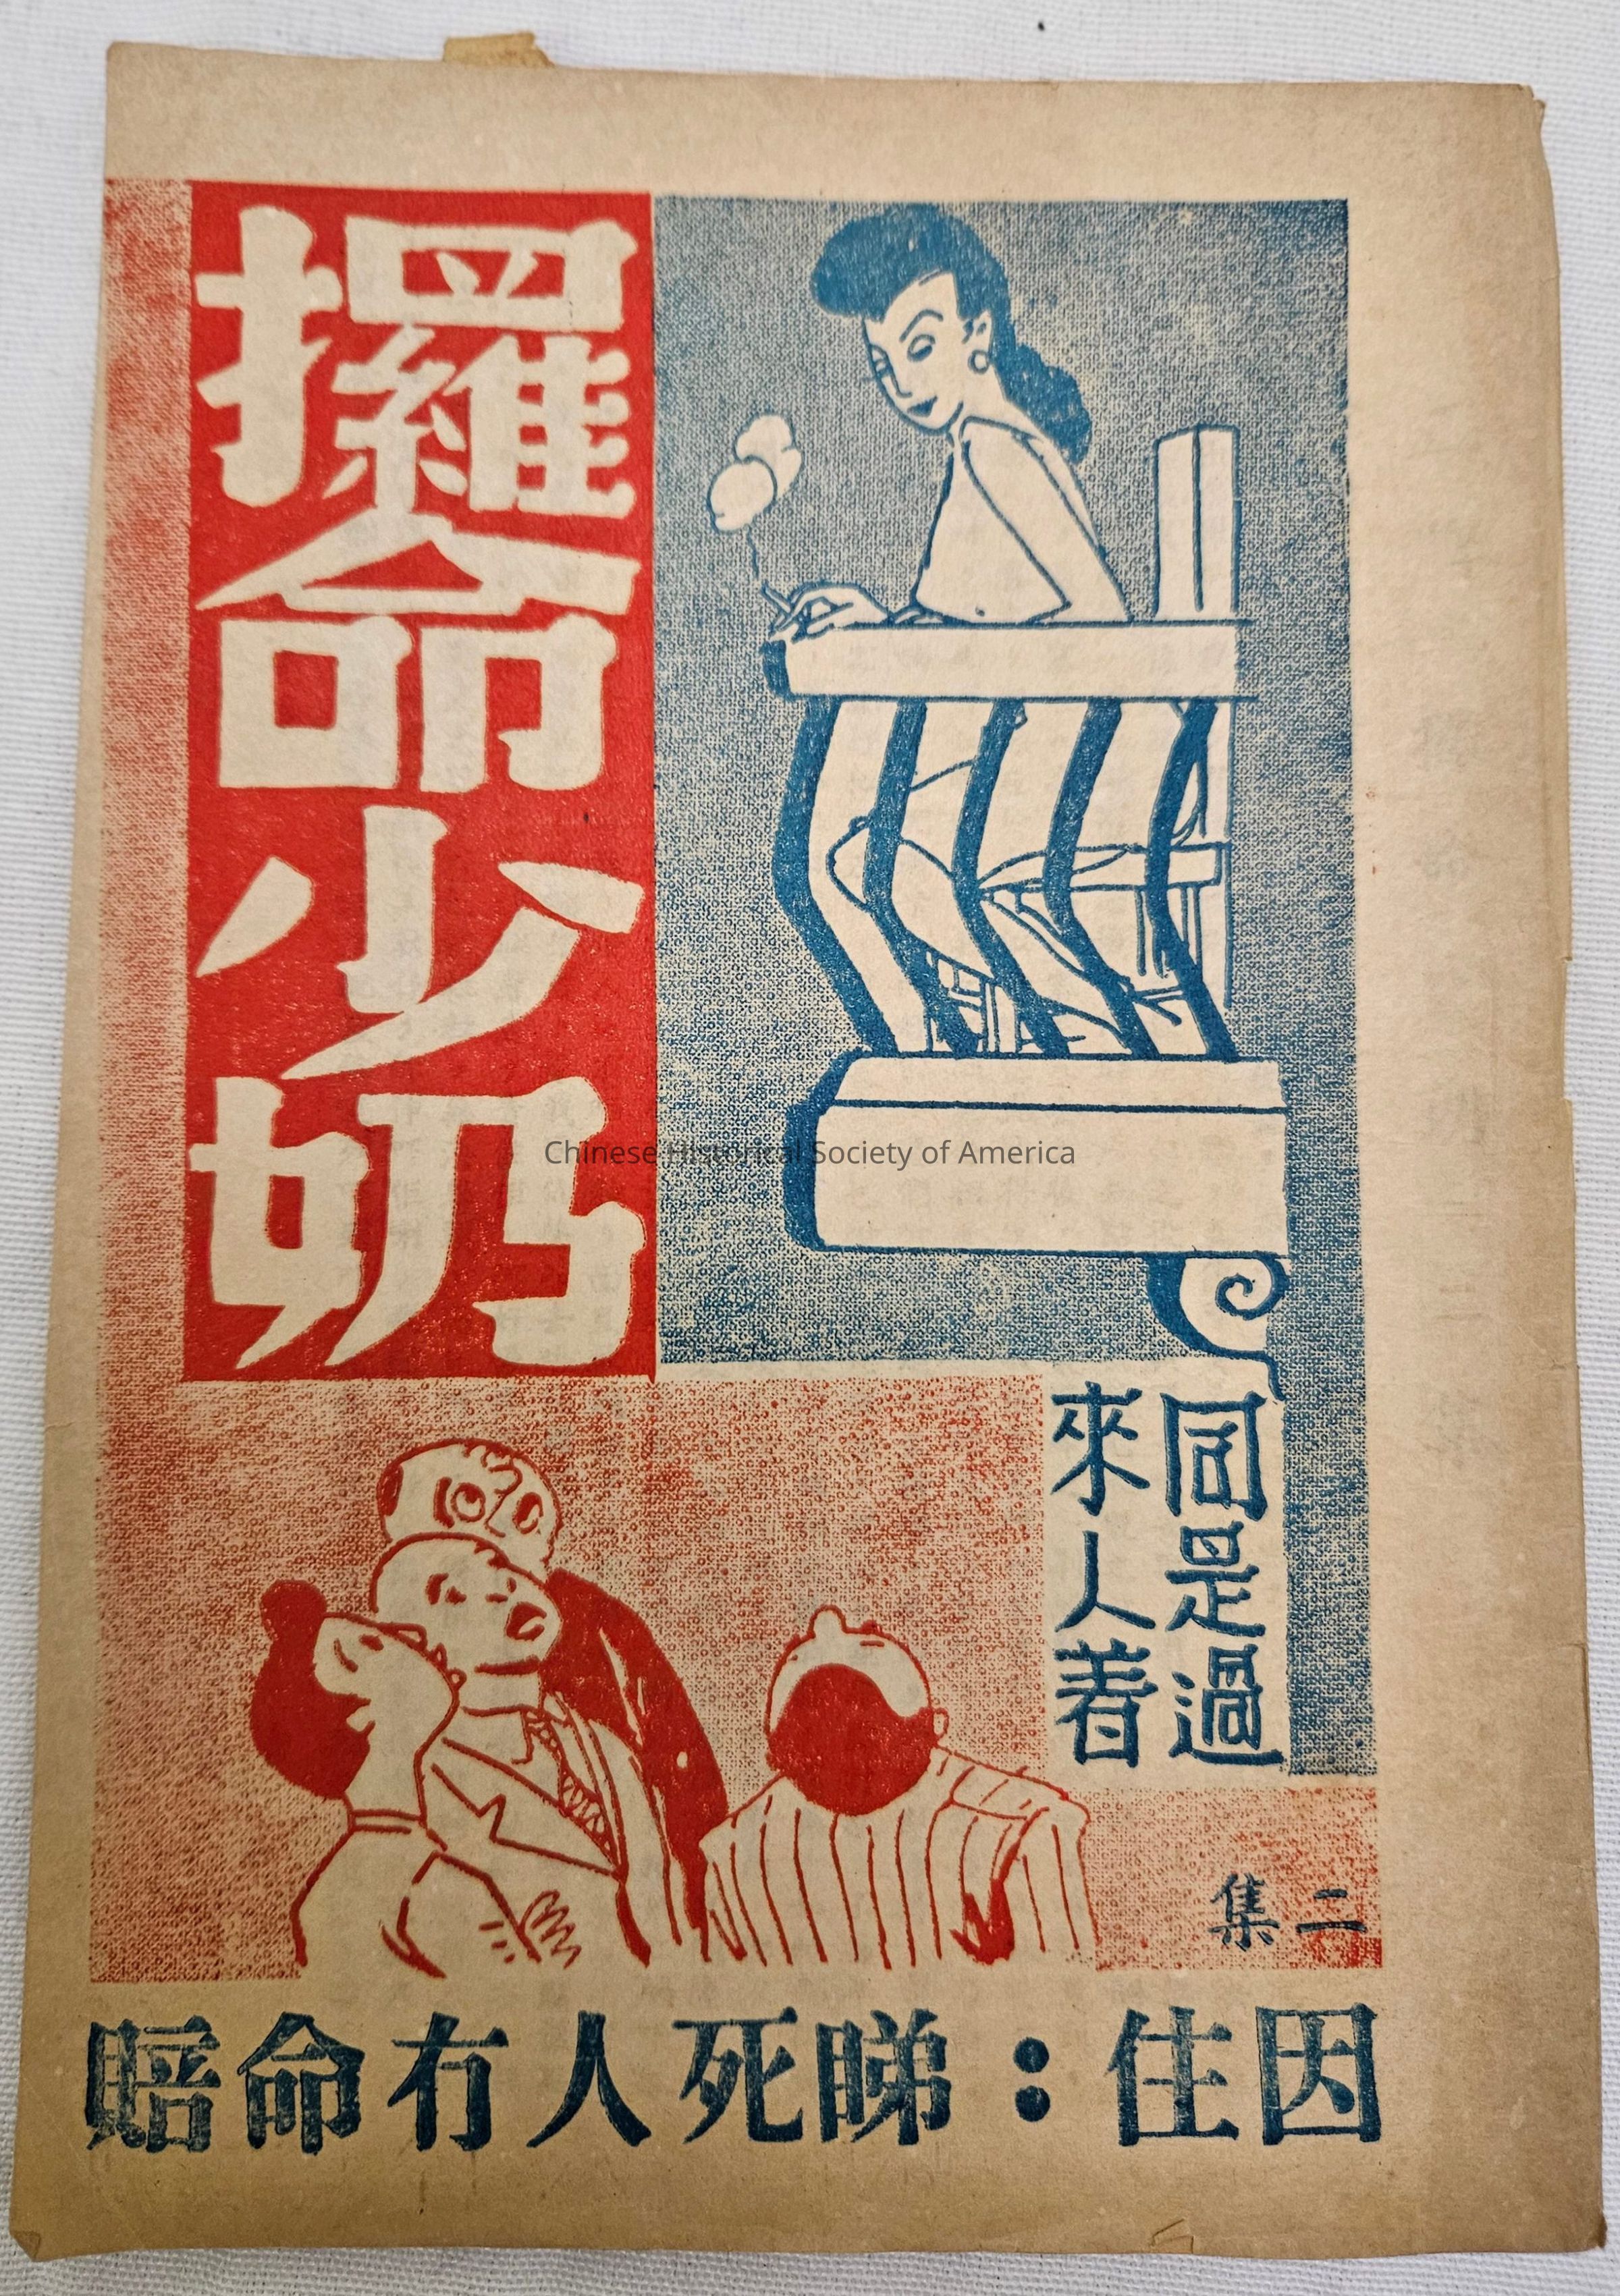 攞命少奶
同是過
來人着
二集
因住：睇死人冇命賠
Chinese Historical Society of America